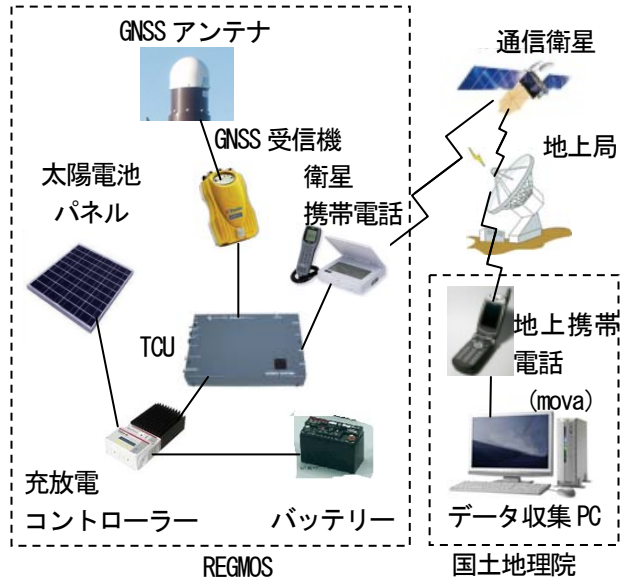 GNSS アンテナ
通信衛星
GNSS 受信機
地上局
太陽電池
パネル
衛星
携帯電話
TCU
地上携帯
電話
(mova)
充放電
コントローラー
バッテリー
データ収集 PC
REGMOS
国土地理院